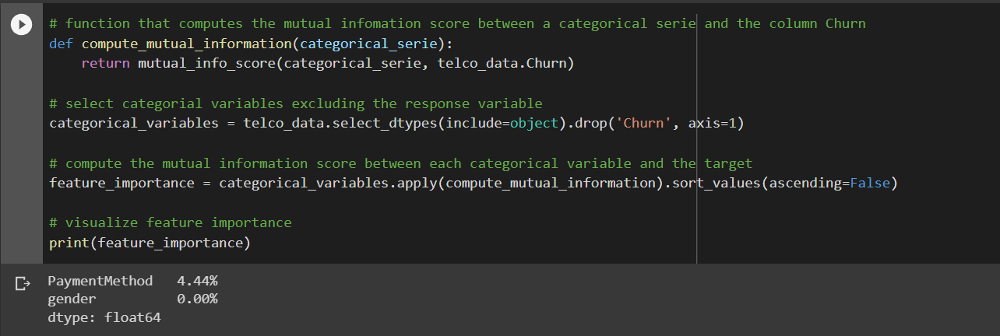 # function that computes the mutual infomation score between a categorical serie and the column Churn
def compute_mutual_information(categorical_serie):
    return mutual_info_score(categorical_serie, telco_data.Churn)
# select categorial variables excluding the response variable
categorical_variables = telco_data.select_dtypes(include=object).drop('Churn', axis=1)
# compute the mutual information score between each categorical variable and the target
feature_importance = categorical_variables.apply(compute_mutual_information).sort_values(ascending=False)
# visualize feature importance
print(feature_importance)
PaymentMethod   4.44%
gender          0.00%
dtype: float64